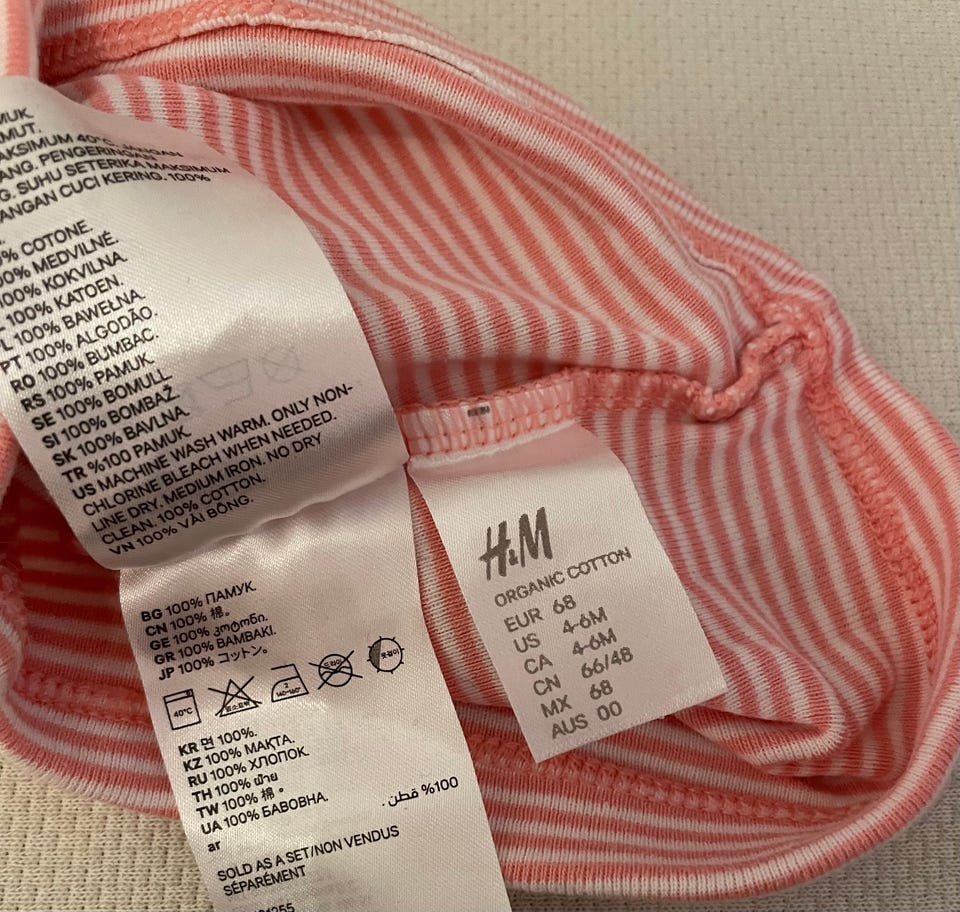 MUT.
MAKSIMUM 40°C. JANGAN
PENGERINGAN
SUHU SETERIKA MAKSIMUM
JANGAN CUCI KERING. 100%
COTONE.
MEDVILNĖ.
100% KOKVILNA.
100% KATOEN.
PL 100% BAWEŁNA.
PT 100% ALGODÃO.
RO 100% BUMBAC.
RS 100% PAMUK.
SE 100% BOMULL.
SI 100% BOMBAŽ.
SK 100% BAVLNA.
TR %100 PAMUK.
US MACHINE WASH WARM. ONLY NON-
CHLORINE BLEACH WHEN NEEDED.
LINE DRY. MEDIUM IRON. NO DRY
CLEAN. 100% COTTON.
VN 100% VẢI BÔNG.
BG 100% ПАМУК.
CN 100% 棉。
GE 100% ბამბა.
GR 100% BAMBAKI.
JP 100% コットン。
40°C
KR 면 100%.
KZ 100% МАҚТА.
RU 100% ХЛОПОК.
TH 100% ฝ้าย
TW 100% 棉。
UA 100% БАВОВНА.
ar
100% قطن.
SOLD AS A SET/NON VENDUS
SÉPARÉMENT
H&M
ORGANIC COTTON
EUR 68
US 4-6M
CA 4-6M
CN 66/48
MX 68
AUS 00